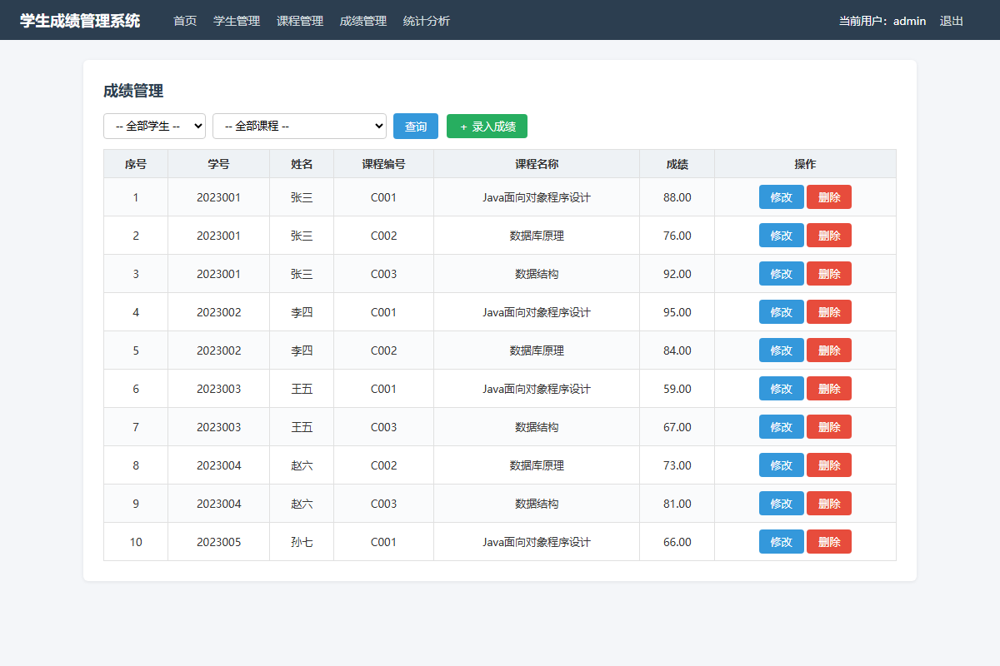 学生成绩管理系统 首页 学生管理 课程管理 成绩管理 统计分析 当前用户：admin 退出
成绩管理
-- 全部学生 -- -- 全部课程 -- 查询 + 录入成绩
序号 学号 姓名 课程编号 课程名称 成绩 操作
1 2023001 张三 C001 Java面向对象程序设计 88.00 修改 删除
2 2023001 张三 C002 数据库原理 76.00 修改 删除
3 2023001 张三 C003 数据结构 92.00 修改 删除
4 2023002 李四 C001 Java面向对象程序设计 95.00 修改 删除
5 2023002 李四 C002 数据库原理 84.00 修改 删除
6 2023003 王五 C001 Java面向对象程序设计 59.00 修改 删除
7 2023003 王五 C003 数据结构 67.00 修改 删除
8 2023004 赵六 C002 数据库原理 73.00 修改 删除
9 2023004 赵六 C003 数据结构 81.00 修改 删除
10 2023005 孙七 C001 Java面向对象程序设计 66.00 修改 删除